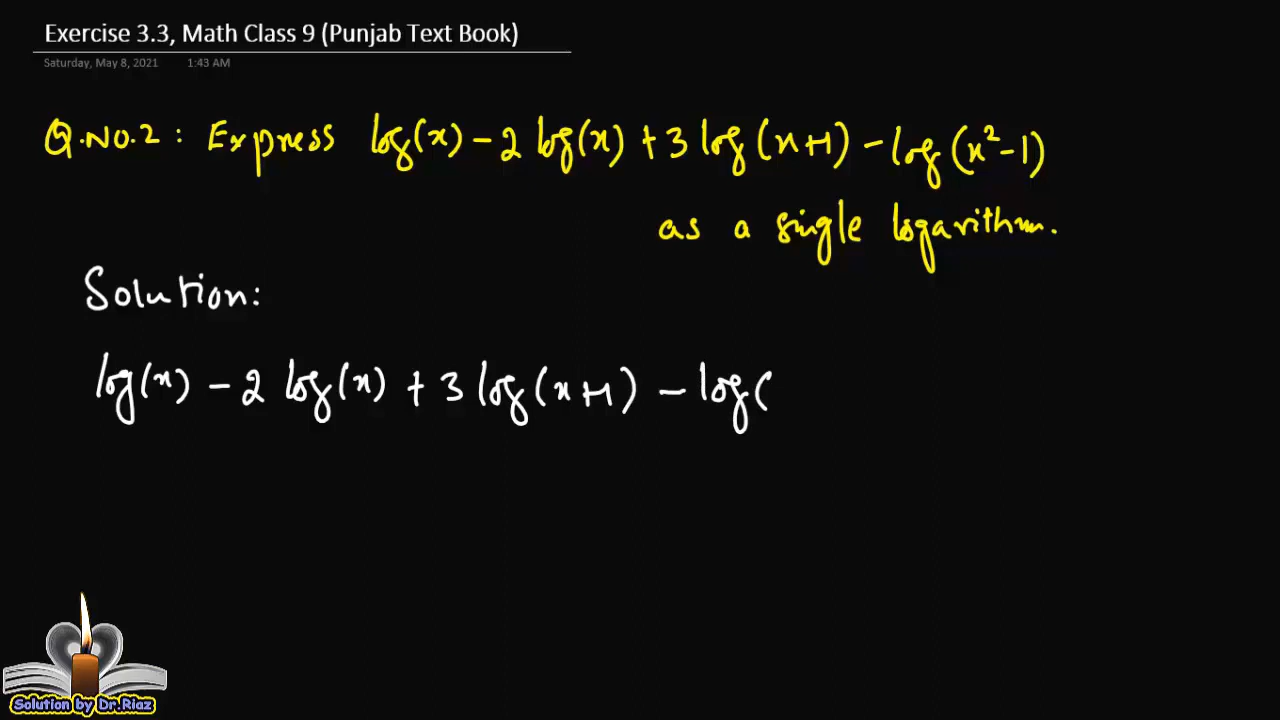 Exercise 3.3, Math Class 9 (Punjab Text Book)
Saturday, May 8, 2021 1:43 AM
Q.No.2: Express log(x) - 2 log(x) + 3 log(x+1) - log(x²-1)
as a single logarithm.
Solution:
log(x) - 2 log(x) + 3 log(x+1) - log(
Solution by Dr.Riaz